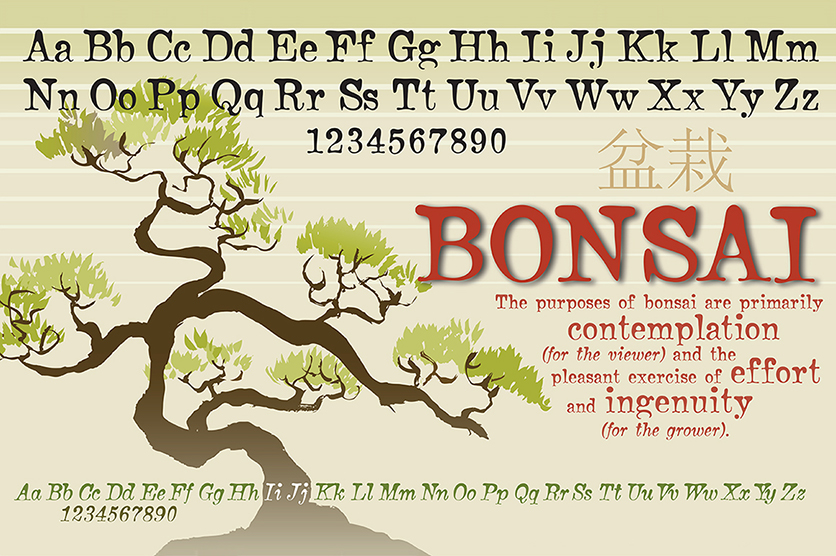 Aa Bb Cc Dd Ee Ff Gg Hh Ii Jj Kk Ll Mm
Nn Oo Pp Qq Rr Ss Tt Uu Vv Ww Xx Yy Zz
1234567890
盆栽
BONSAI
The purposes of bonsai are primarily
contemplation
(for the viewer) and the
pleasant exercise of effort
and ingenuity
(for the grower).
Aa Bb Cc Dd Ee Ff Gg Hh Ii Jj Kk Ll Mm Nn Oo Pp Qq Rr Ss Tt Uu Vv Ww Xx Yy Zz
1234567890